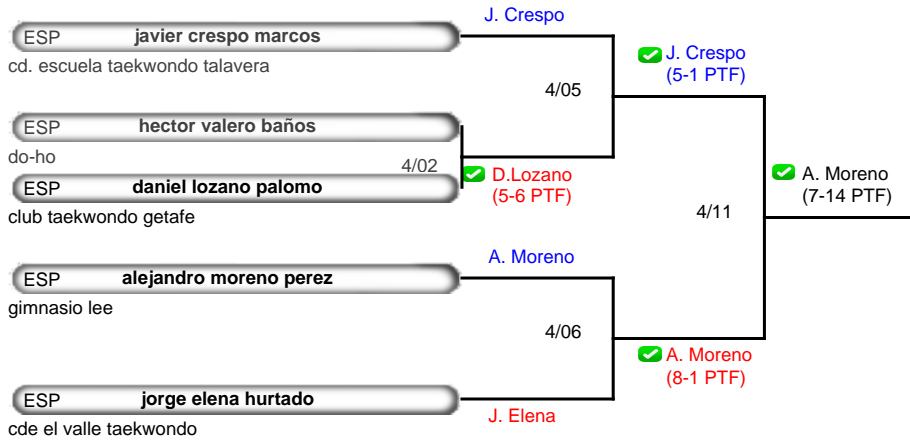 J. Crespo
ESP javier crespo marcos
cd. escuela taekwondo talavera
J. Crespo
(5-1 PTF)
4/05
ESP hector valero baños
do-ho
4/02
D.Lozano
(5-6 PTF)
ESP daniel lozano palomo
club taekwondo getafe
A. Moreno
(7-14 PTF)
4/11
A. Moreno
ESP alejandro moreno perez
gimnasio lee
4/06
A. Moreno
(8-1 PTF)
ESP jorge elena hurtado
J. Elena
cde el valle taekwondo